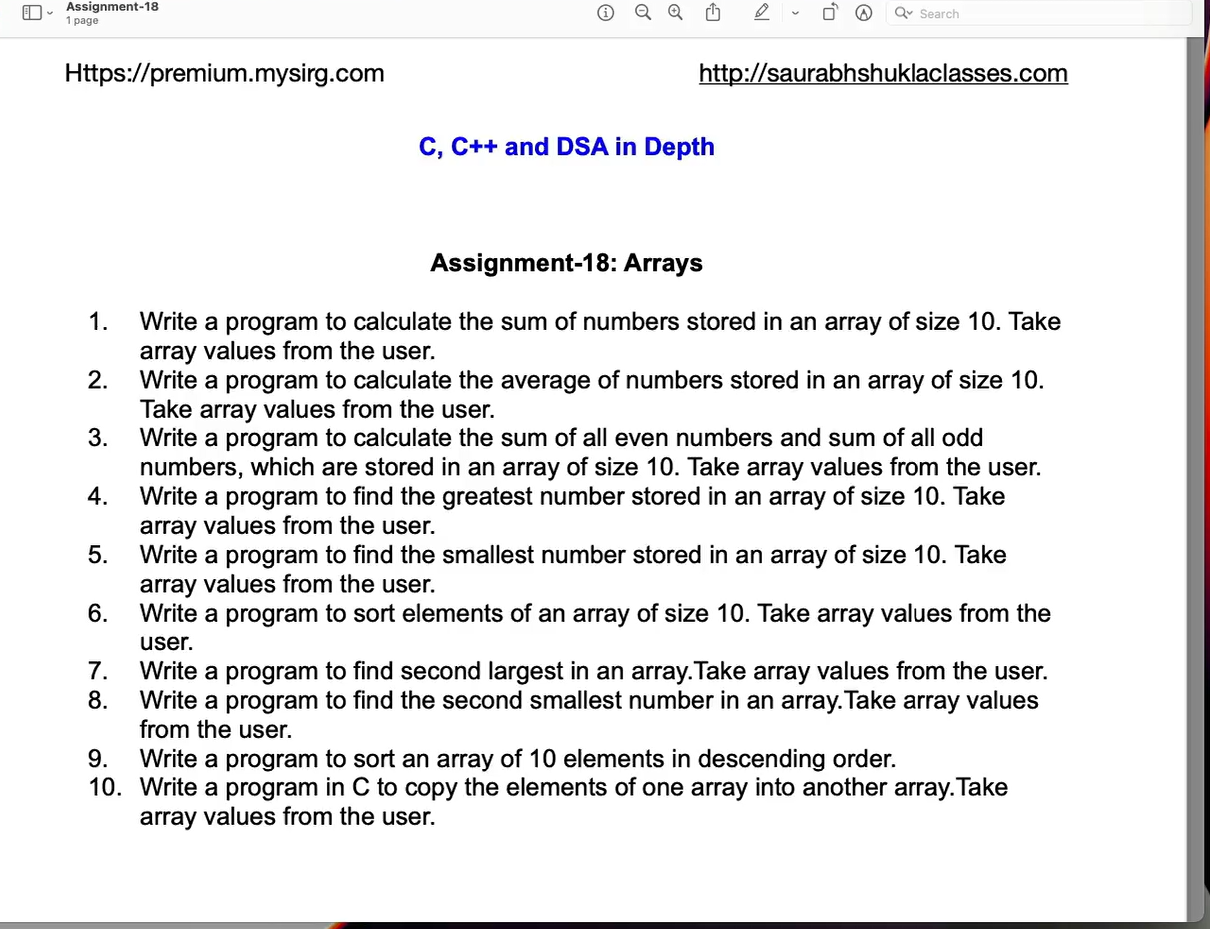 Assignment-18
1 page
Search
Https://premium.mysirg.com
http://saurabhshuklaclasses.com
C, C++ and DSA in Depth
Assignment-18: Arrays
1. Write a program to calculate the sum of numbers stored in an array of size 10. Take
array values from the user.
2. Write a program to calculate the average of numbers stored in an array of size 10.
Take array values from the user.
3. Write a program to calculate the sum of all even numbers and sum of all odd
numbers, which are stored in an array of size 10. Take array values from the user.
4. Write a program to find the greatest number stored in an array of size 10. Take
array values from the user.
5. Write a program to find the smallest number stored in an array of size 10. Take
array values from the user.
6. Write a program to sort elements of an array of size 10. Take array values from the
user.
7. Write a program to find second largest in an array.Take array values from the user.
8. Write a program to find the second smallest number in an array.Take array values
from the user.
9. Write a program to sort an array of 10 elements in descending order.
10. Write a program in C to copy the elements of one array into another array.Take
array values from the user.